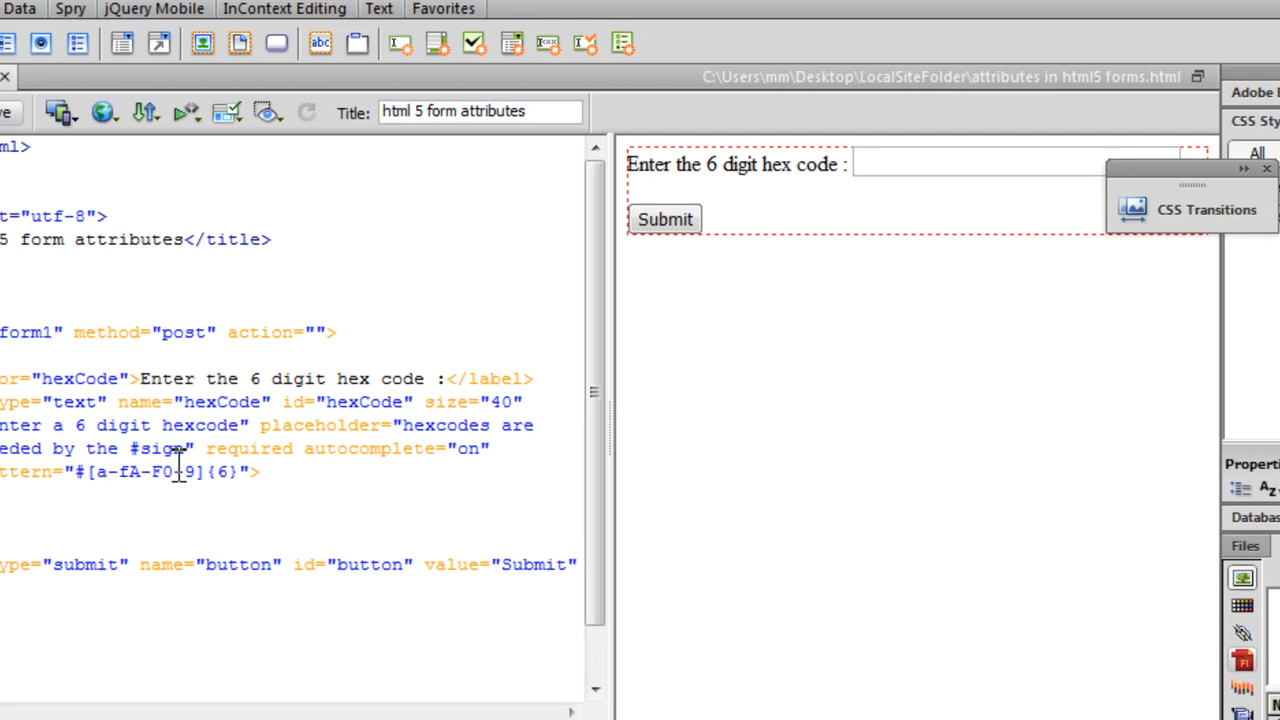 Data Spry jQuery Mobile InContext Editing Text Favorites
abc
C:\Users\mm\Desktop\LocalSiteFolder\attributes in html5 forms.html
Title: html 5 form attributes
Adobe
CSS Sty
All
ml>
t="utf-8">
5 form attributes</title>
form1" method="post" action="">
or="hexCode">Enter the 6 digit hex code :</label>
ype="text" name="hexCode" id="hexCode" size="40"
nter a 6 digit hexcode" placeholder="hexcodes are
eded by the #sign" required autocomplete="on"
ttern="#[a-fA-F0-9]{6}">
ype="submit" name="button" id="button" value="Submit"
Enter the 6 digit hex code :
Submit
CSS Transitions
Properti
Databas
Files